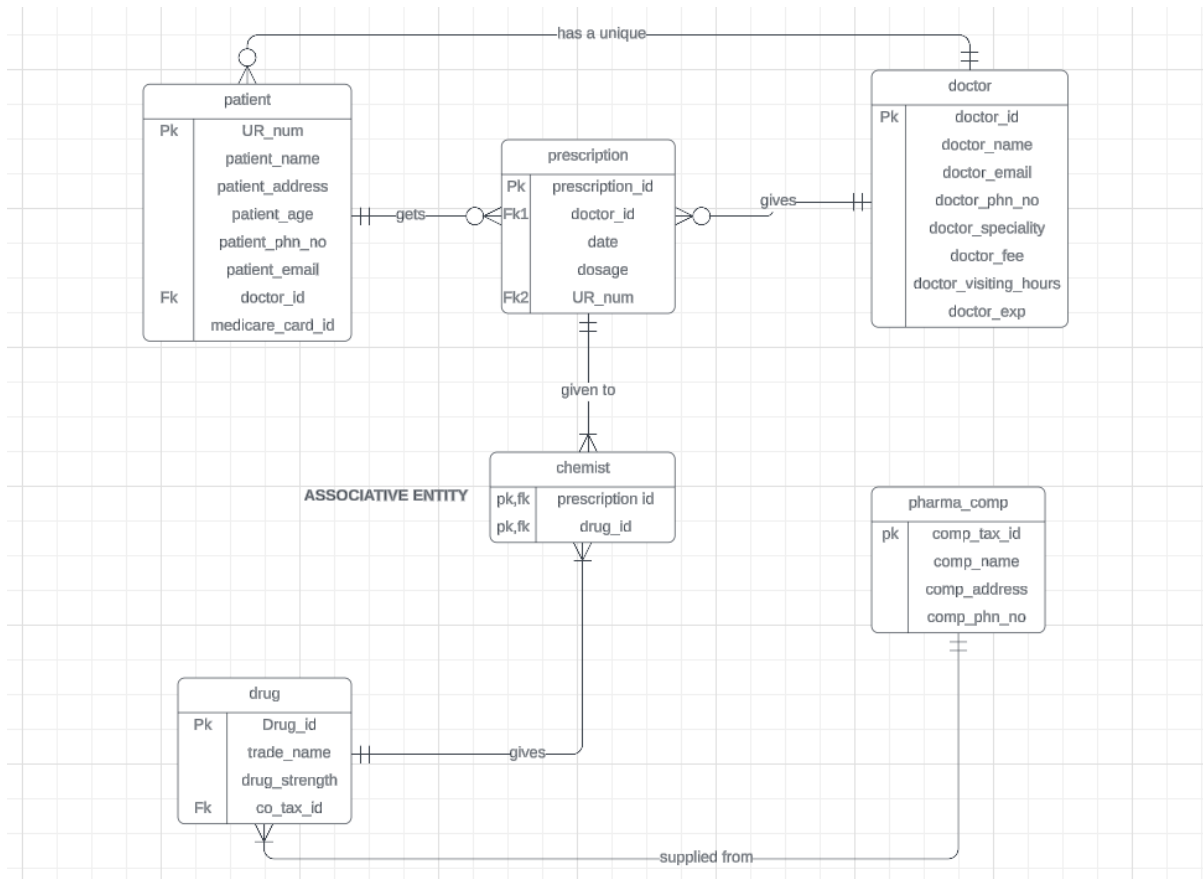 has a unique
patient
Pk UR_num
patient_name
patient_address
patient_age
patient_phn_no
patient_email
Fk doctor_id
medicare_card_id
gets
prescription
Pk prescription_id
Fk1 doctor_id
date
dosage
Fk2 UR_num
gives
doctor
Pk doctor_id
doctor_name
doctor_email
doctor_phn_no
doctor_speciality
doctor_fee
doctor_visiting_hours
doctor_exp
given to
ASSOCIATIVE ENTITY
chemist
pk,fk prescription id
pk,fk drug_id
pharma_comp
pk comp_tax_id
comp_name
comp_address
comp_phn_no
drug
Pk Drug_id
trade_name
drug_strength
Fk co_tax_id
gives
supplied from